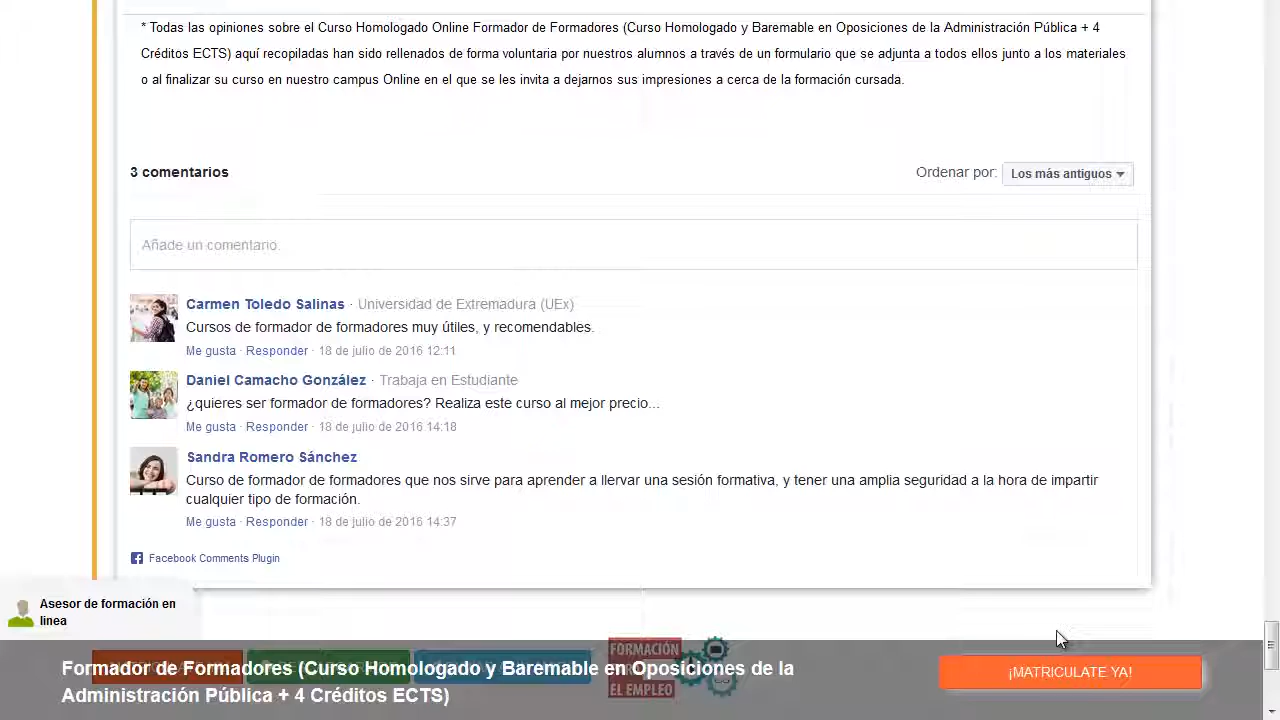 * Todas las opiniones sobre el Curso Homologado Online Formador de Formadores (Curso Homologado y Baremable en Oposiciones de la Administración Pública + 4
Créditos ECTS) aquí recopiladas han sido rellenados de forma voluntaria por nuestros alumnos a través de un formulario que se adjunta a todos ellos junto a los materiales
o al finalizar su curso en nuestro campus Online en el que se les invita a dejarnos sus impresiones a cerca de la formación cursada.
3 comentarios
Ordenar por: Los más antiguos
Añade un comentario.
Carmen Toledo Salinas · Universidad de Extremadura (UEx)
Cursos de formador de formadores muy útiles, y recomendables.
Me gusta · Responder · 18 de julio de 2016 12:11
Daniel Camacho González · Trabaja en Estudiante
¿quieres ser formador de formadores? Realiza este curso al mejor precio...
Me gusta · Responder · 18 de julio de 2016 14:18
Sandra Romero Sánchez
Curso de formador de formadores que nos sirve para aprender a llervar una sesión formativa, y tener una amplia seguridad a la hora de impartir
cualquier tipo de formación.
Me gusta · Responder · 18 de julio de 2016 14:37
Facebook Comments Plugin
Asesor de formación en
linea
FORMACIÓN
EL EMPLEO
Formador de Formadores (Curso Homologado y Baremable en Oposiciones de la
Administración Pública + 4 Créditos ECTS)
¡MATRICULATE YA!